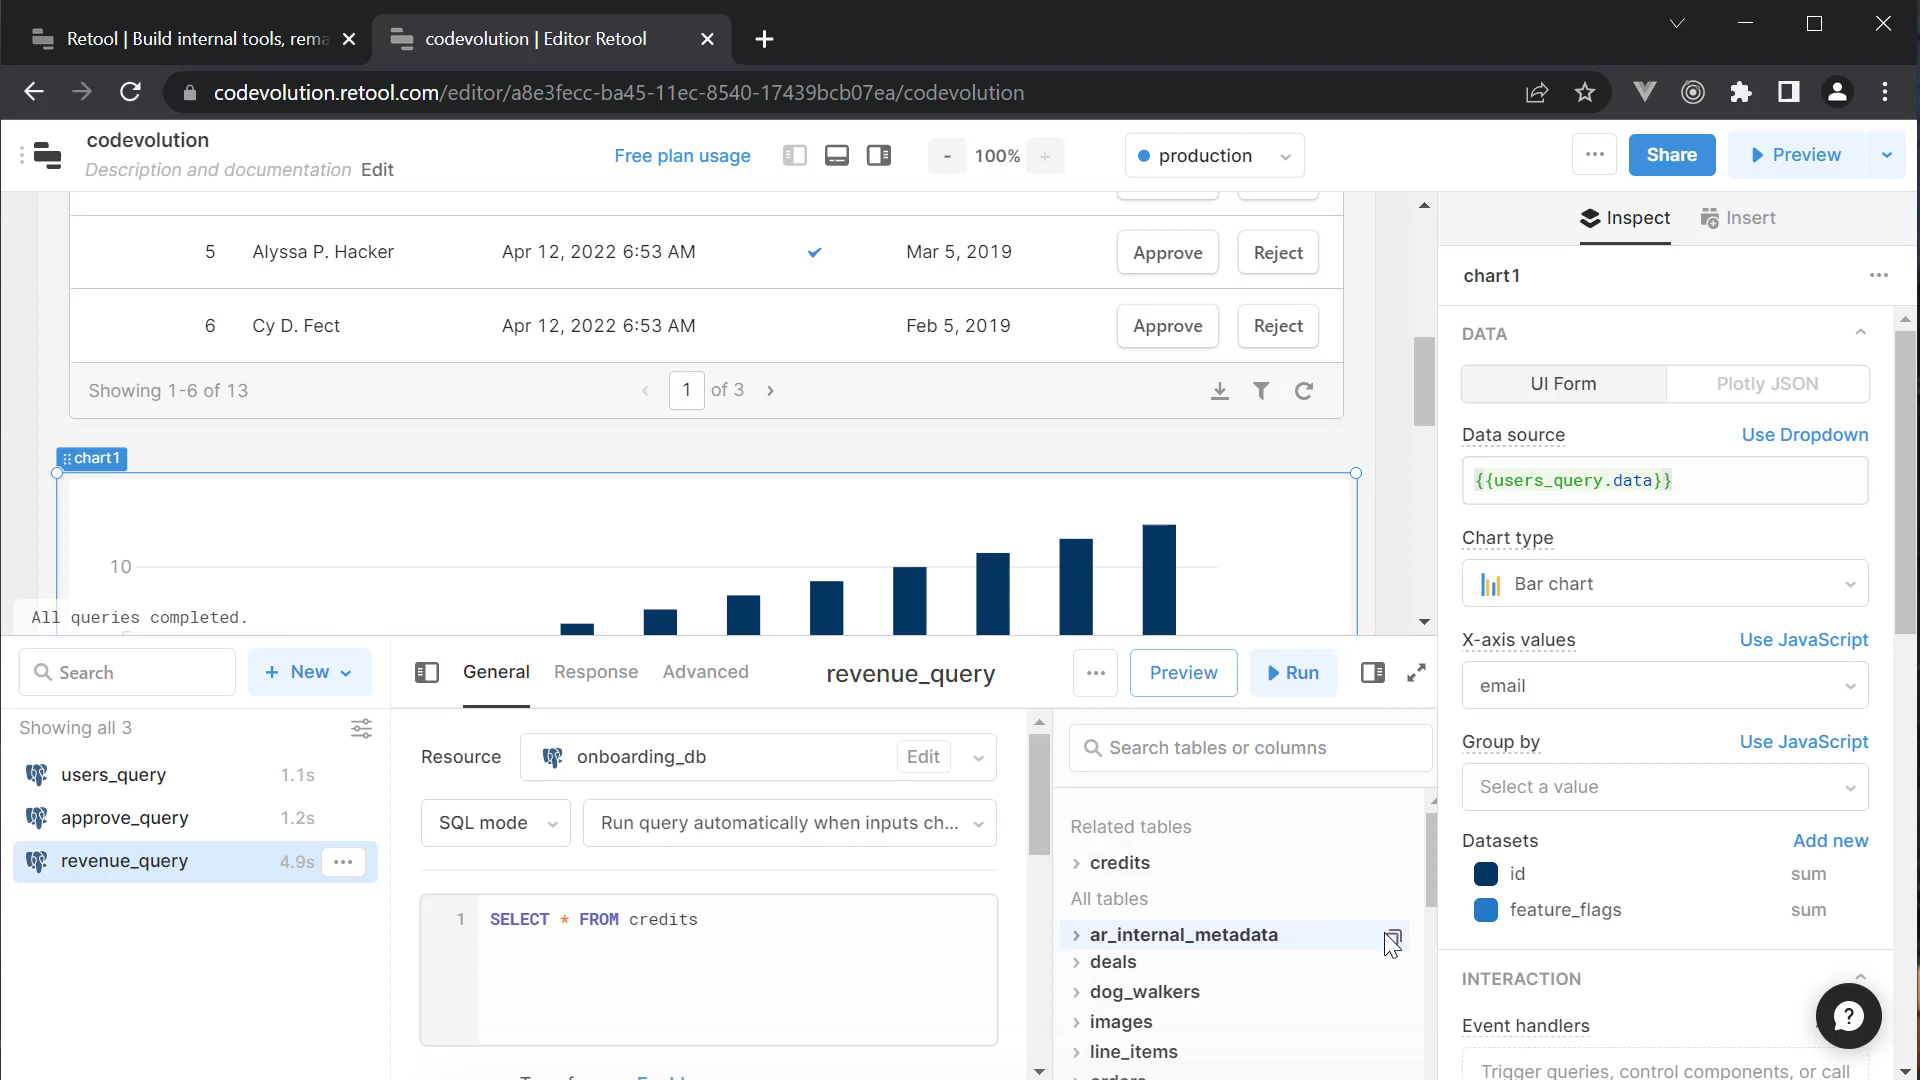 Retool | Build internal tools, rema
codevolution | Editor Retool
codevolution.retool.com/editor/a8e3fecc-ba45-11ec-8540-17439bcb07ea/codevolution
codevolution
Description and documentation Edit
Free plan usage
- 100% +
production
Share
Preview
5 Alyssa P. Hacker Apr 12, 2022 6:53 AM Mar 5, 2019 Approve Reject
6 Cy D. Fect Apr 12, 2022 6:53 AM Feb 5, 2019 Approve Reject
Showing 1-6 of 13
1 of 3
chart1
10
All queries completed.
Search
+ New
Showing all 3
users_query 1.1s
approve_query 1.2s
revenue_query 4.9s
General Response Advanced
revenue_query
Preview
Run
Resource onboarding_db Edit
SQL mode
Run query automatically when inputs ch...
1 SELECT * FROM credits
Search tables or columns
Related tables
credits
All tables
ar_internal_metadata
deals
dog_walkers
images
line_items
Inspect Insert
chart1
DATA
UI Form Plotly JSON
Data source Use Dropdown
{{users_query.data}}
Chart type
Bar chart
X-axis values Use JavaScript
email
Group by Use JavaScript
Select a value
Datasets Add new
id sum
feature_flags sum
INTERACTION
Event handlers
Trigger queries, control components, or call